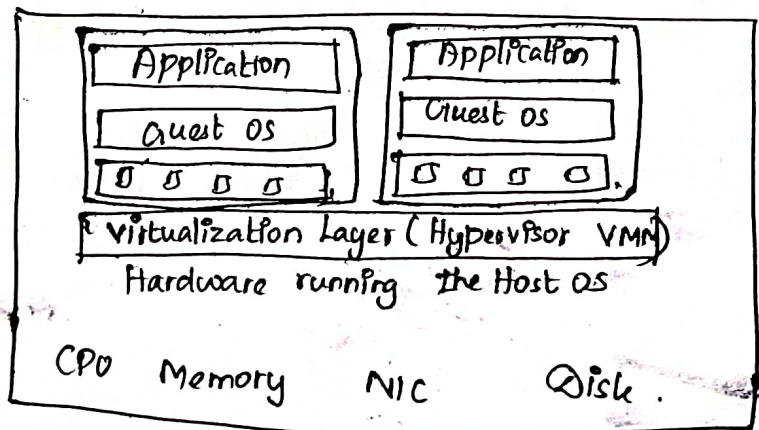 Application
Application
Guest OS
Guest OS
Virtualization Layer (Hypervisor VMM)
Hardware running the Host OS
CPU Memory NIC Disk.